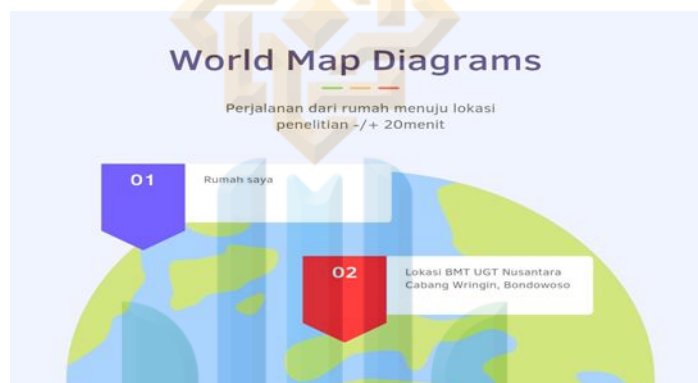 World Map Diagrams
Perjalanan dari rumah menuju lokasi
penelitian -/+ 20menit
01
Rumah saya
02
Lokasi BMT UGT Nusantara
Cabang Wringin, Bondowoso